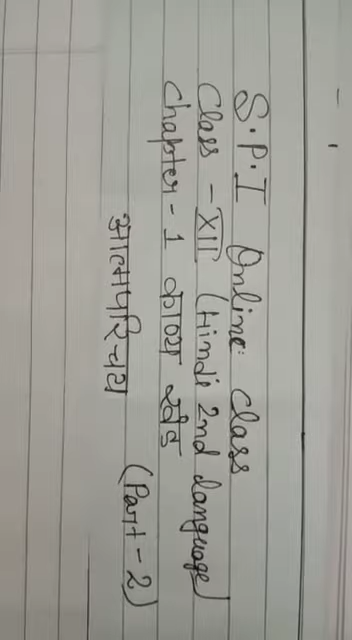 S.P.I Online class
Class - XII (Hindi 2nd language)
Chapter - 1 काव्य खंड
आत्मपरिचय
(Part - 2)